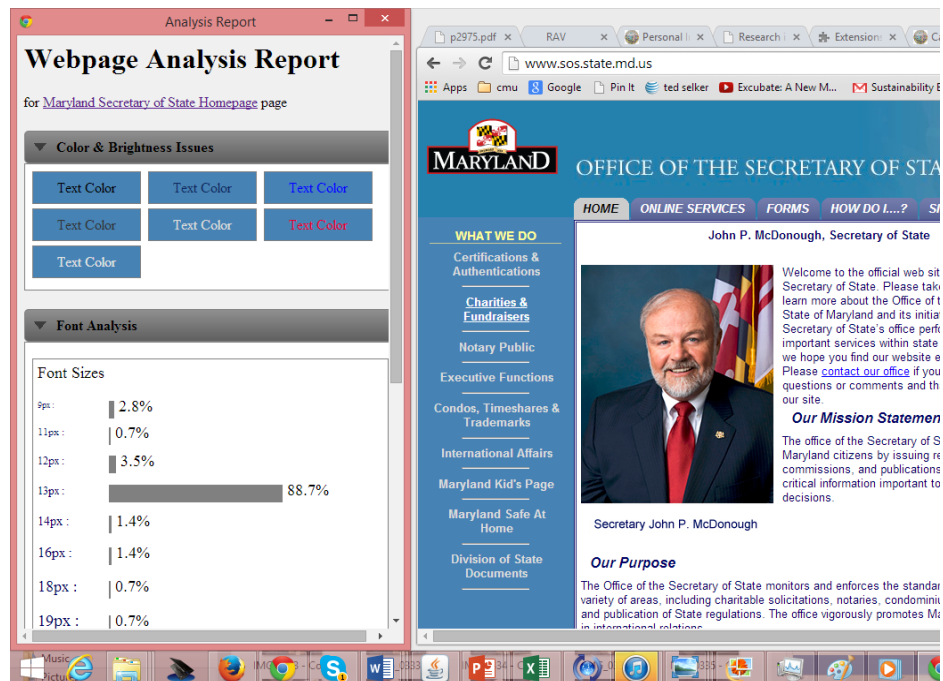 Analysis Report
Webpage Analysis Report
for Maryland Secretary of State Homepage page
Color & Brightness Issues
Text Color Text Color Text Color
Text Color Text Color Text Color
Text Color
Font Analysis
Font Sizes
9px : 2.8%
11px : 0.7%
12px : 3.5%
13px : 88.7%
14px : 1.4%
16px : 1.4%
18px : 0.7%
19px : 0.7%
p2975.pdf RAV Personal li Research i Extensions Ca
www.sos.state.md.us
Apps cmu Google Pin It ted selker Excubate: A New M... Sustainability E
MARYLAND
OFFICE OF THE SECRETARY OF STA
HOME ONLINE SERVICES FORMS HOW DO I....? SI
WHAT WE DO
Certifications &
Authentications
Charities &
Fundraisers
Notary Public
Executive Functions
Condos, Timeshares &
Trademarks
International Affairs
Maryland Kid's Page
Maryland Safe At
Home
Division of State
Documents
John P. McDonough, Secretary of State
Welcome to the official web sit
Secretary of State. Please take
learn more about the Office of t
State of Maryland and its initiat
Secretary of State's office perfo
important services within state
we hope you find our website e
Please contact our office if you
questions or comments and th
our site.
Our Mission Statemen
The office of the Secretary of S
Maryland citizens by issuing re
commissions, and publications
critical information important to
decisions.
Secretary John P. McDonough
Our Purpose
The Office of the Secretary of State monitors and enforces the standar
variety of areas, including charitable solicitations, notaries, condominiu
and publication of State regulations. The office vigorously promotes Ma
in international relations
Music